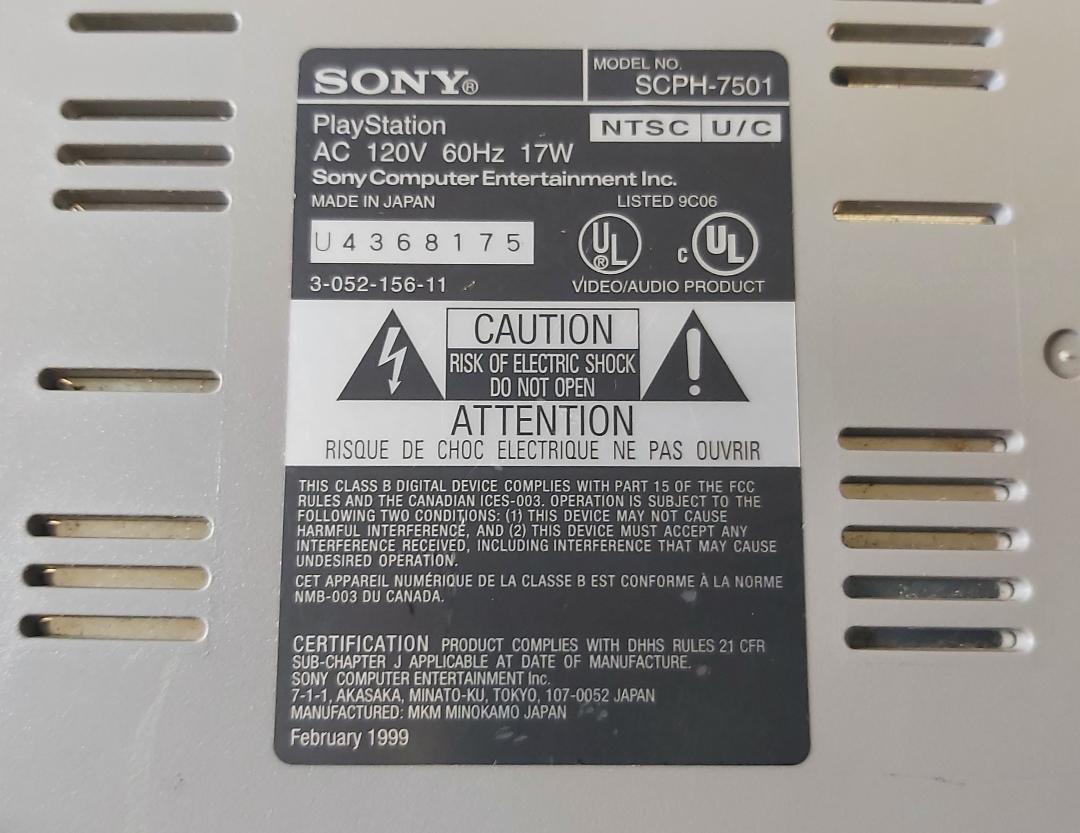 SONY®
MODEL NO.
SCPH-7501
PlayStation
NTSC U/C
AC 120V 60Hz 17W
Sony Computer Entertainment Inc.
MADE IN JAPAN
LISTED 9C06
U4368175
UL ®
C UL
3-052-156-11
VIDEO/AUDIO PRODUCT
CAUTION
RISK OF ELECTRIC SHOCK
DO NOT OPEN
!
ATTENTION
RISQUE DE CHOC ELECTRIQUE NE PAS OUVRIR
THIS CLASS B DIGITAL DEVICE COMPLIES WITH PART 15 OF THE FCC
RULES AND THE CANADIAN ICES-003. OPERATION IS SUBJECT TO THE
FOLLOWING TWO CONDITIONS: (1) THIS DEVICE MAY NOT CAUSE
HARMFUL INTERFERENCE, AND (2) THIS DEVICE MUST ACCEPT ANY
INTERFERENCE RECEIVED, INCLUDING INTERFERENCE THAT MAY CAUSE
UNDESIRED OPERATION.
CET APPAREIL NUMÉRIQUE DE LA CLASSE B EST CONFORME À LA NORME
NMB-003 DU CANADA.
CERTIFICATION PRODUCT COMPLIES WITH DHHS RULES 21 CFR
SUB-CHAPTER J APPLICABLE AT DATE OF MANUFACTURE.
SONY COMPUTER ENTERTAINMENT Inc.
7-1-1, AKASAKA, MINATO-KU, TOKYO, 107-0052 JAPAN
MANUFACTURED: MKM MINOKAMO JAPAN
February 1999